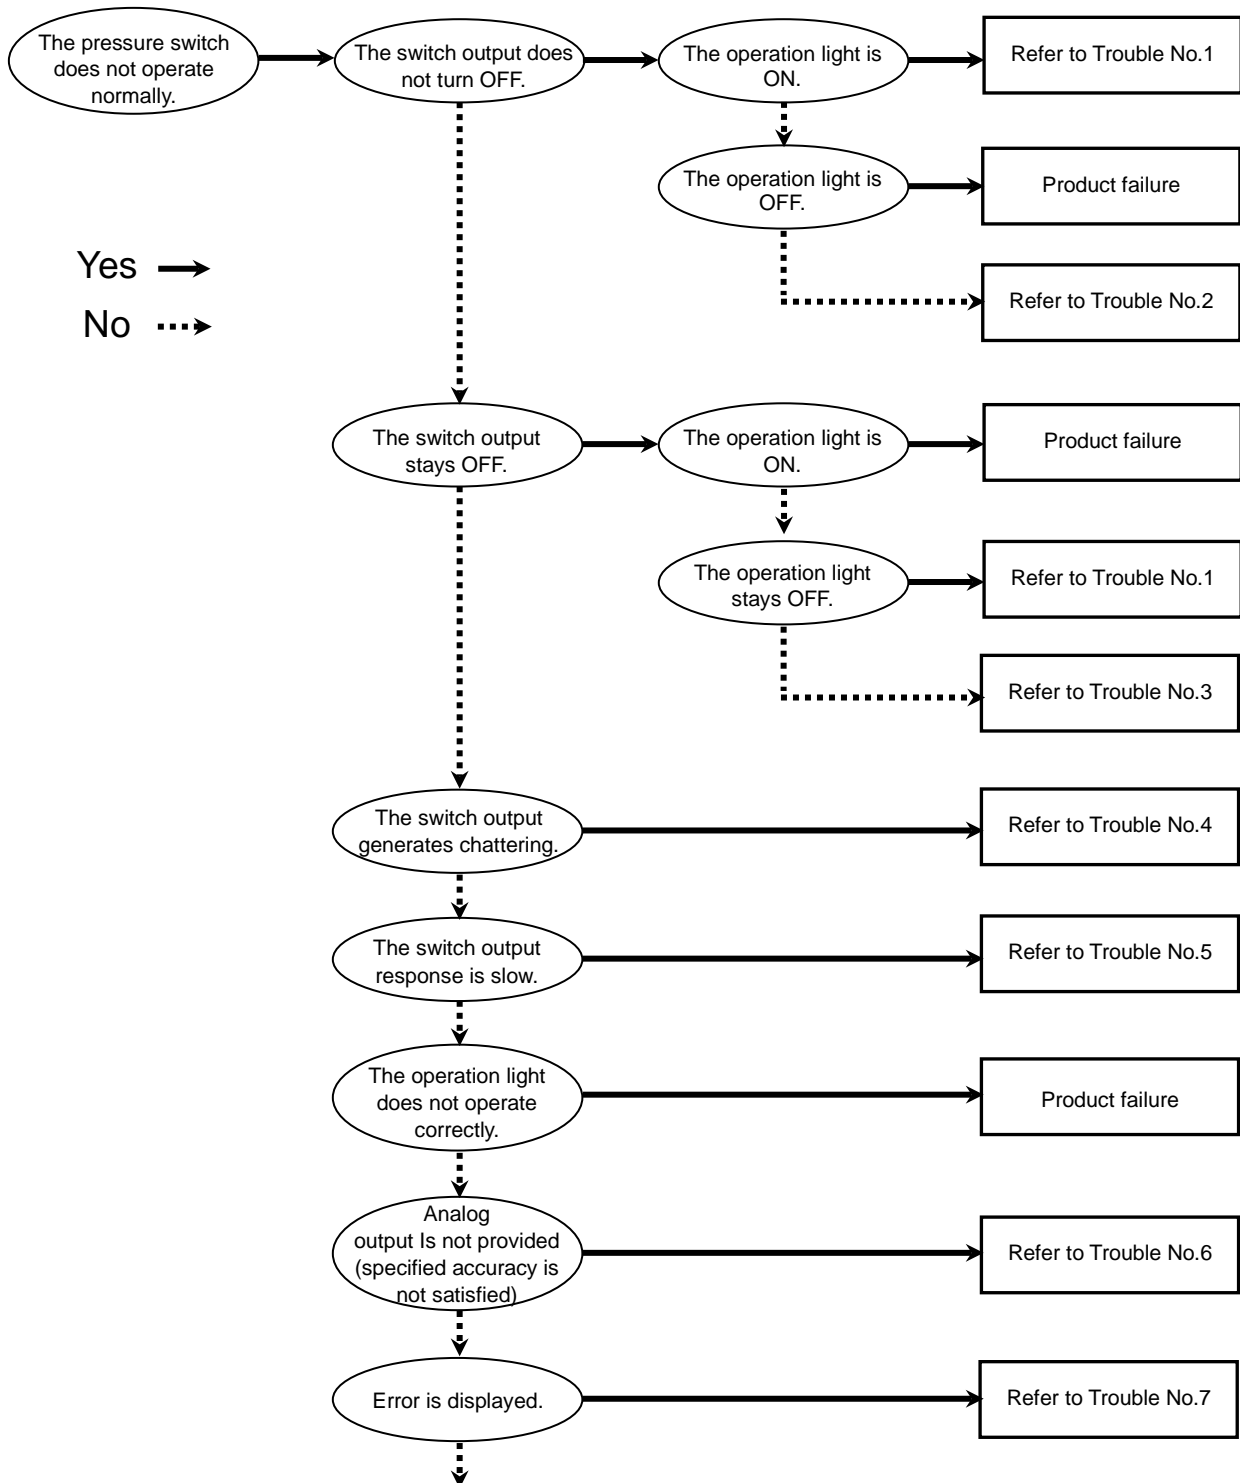 The pressure switch
does not operate
normally.
The switch output does
not turn OFF.
The operation light is
ON.
Refer to Trouble No.1
The operation light is
OFF.
Product failure
Yes
No
Refer to Trouble No.2
The switch output
stays OFF.
The operation light is
ON.
Product failure
The operation light
stays OFF.
Refer to Trouble No.1
Refer to Trouble No.3
The switch output
generates chattering.
Refer to Trouble No.4
The switch output
response is slow.
Refer to Trouble No.5
The operation light
does not operate
correctly.
Product failure
Analog
output Is not provided
(specified accuracy is
not satisfied)
Refer to Trouble No.6
Error is displayed.
Refer to Trouble No.7